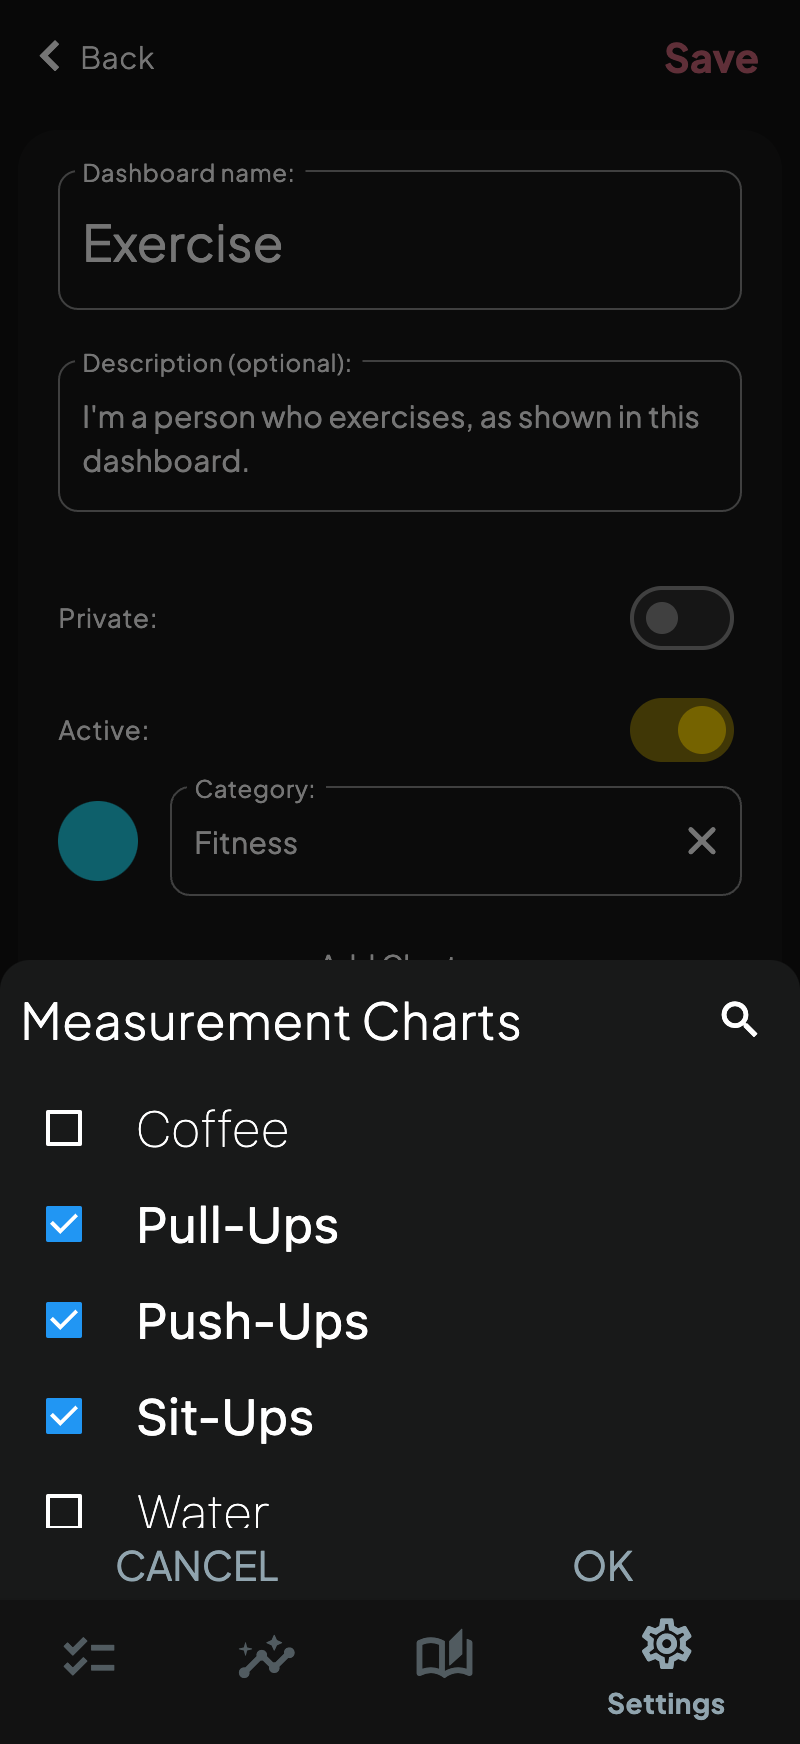 Back
Save
Dashboard name:
Exercise
Description (optional):
I'm a person who exercises, as shown in this
dashboard.
Private:
Active:
Category:
Fitness
Measurement Charts
Coffee
Pull-Ups
Push-Ups
Sit-Ups
Water
CANCEL
OK
Settings